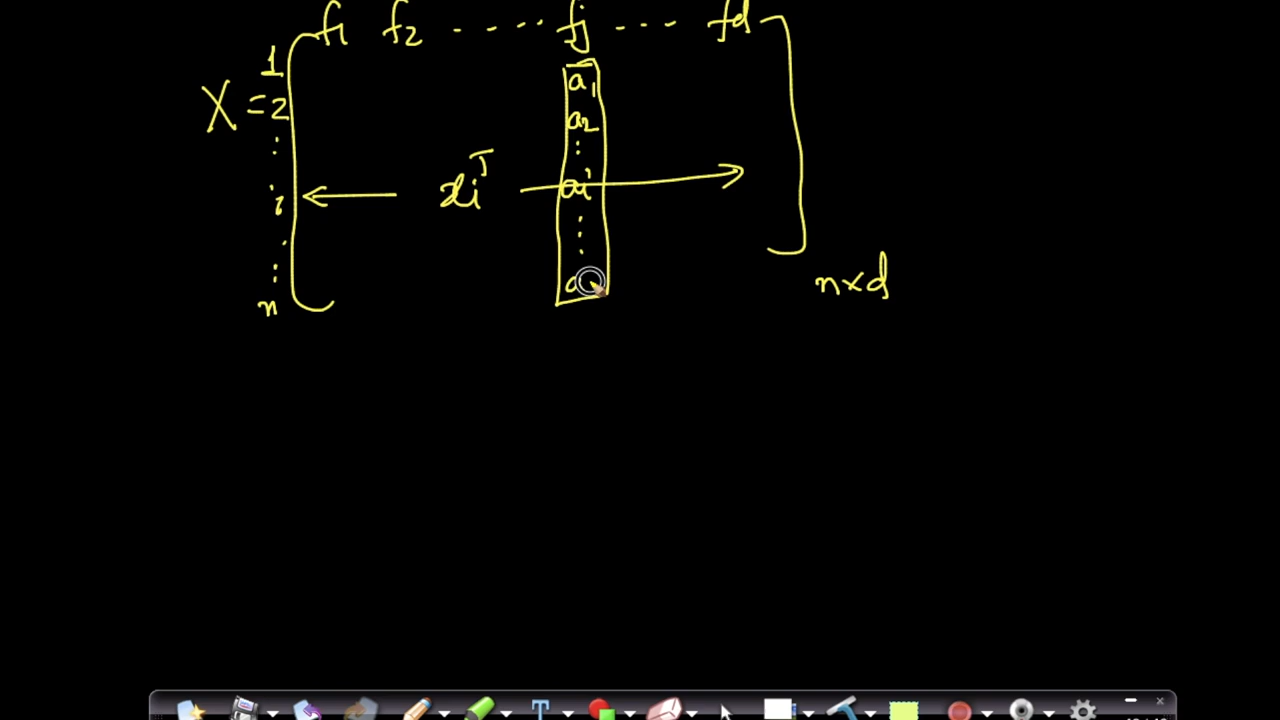 f1 f2 ..... fj ... fd
1
a1
X = 2
a2
xi^T
ai
i
n×d
n